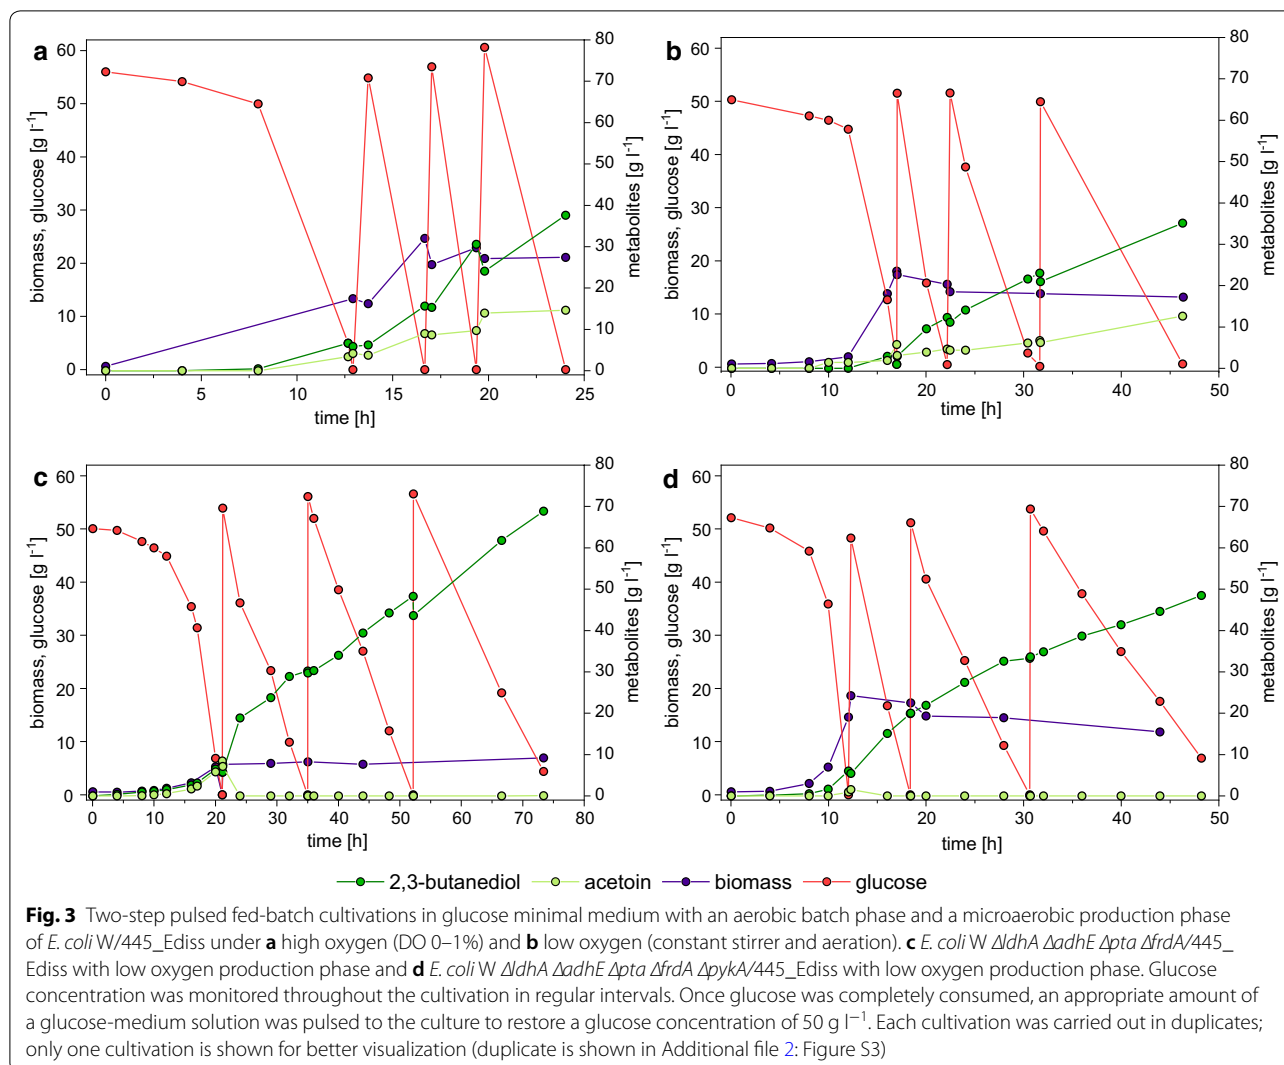 a
60
50
40
30
20
10
0
biomass, glucose [g l-1]
80
70
60
50
40
30
20
10
0
metabolites [g l-1]
0 5 10 15 20 25
time [h]
b
60
50
40
30
20
10
0
biomass, glucose [g l-1]
80
70
60
50
40
30
20
10
0
metabolites [g l-1]
0 10 20 30 40 50
time [h]
c
60
50
40
30
20
10
0
biomass, glucose [g l-1]
80
70
60
50
40
30
20
10
0
metabolites [g l-1]
0 10 20 30 40 50 60 70 80
time [h]
d
60
50
40
30
20
10
0
biomass, glucose [g l-1]
80
70
60
50
40
30
20
10
0
metabolites [g l-1]
0 10 20 30 40 50
time [h]
2,3-butanediol acetoin biomass glucose
Fig. 3 Two-step pulsed fed-batch cultivations in glucose minimal medium with an aerobic batch phase and a microaerobic production phase
of E. coli W/445_Ediss under a high oxygen (DO 0–1%) and b low oxygen (constant stirrer and aeration). c E. coli W ΔldhA ΔadhE Δpta ΔfrdA/445_
Ediss with low oxygen production phase and d E. coli W ΔldhA ΔadhE Δpta ΔfrdA ΔpykA/445_Ediss with low oxygen production phase. Glucose
concentration was monitored throughout the cultivation in regular intervals. Once glucose was completely consumed, an appropriate amount of
a glucose-medium solution was pulsed to the culture to restore a glucose concentration of 50 g l−1. Each cultivation was carried out in duplicates;
only one cultivation is shown for better visualization (duplicate is shown in Additional file 2: Figure S3)